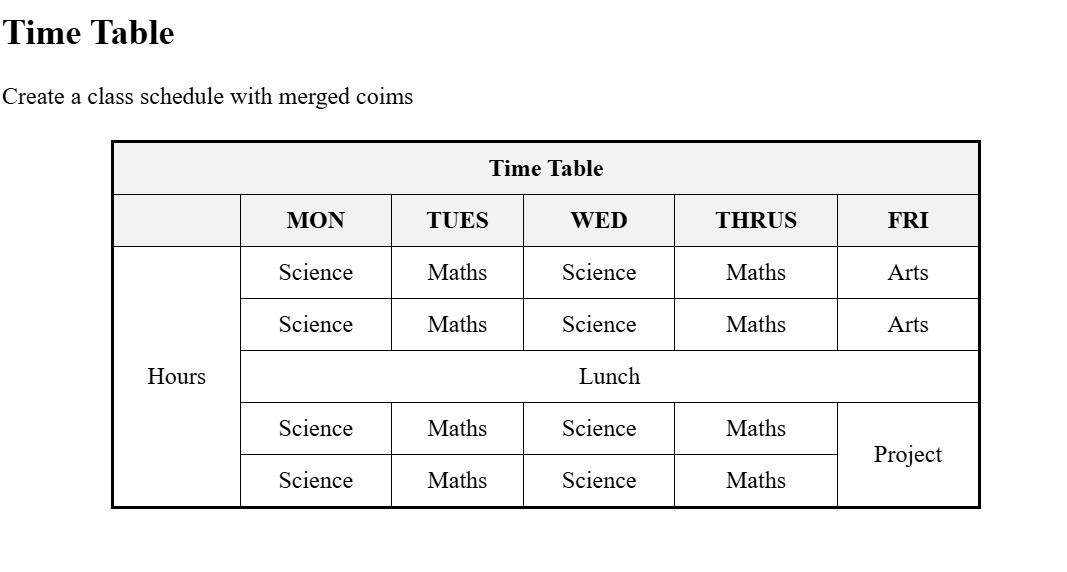 Time Table
Create a class schedule with merged coims
Time Table
MON TUES WED THRUS FRI
Science Maths Science Maths Arts
Science Maths Science Maths Arts
Hours Lunch
Science Maths Science Maths
Project
Science Maths Science Maths